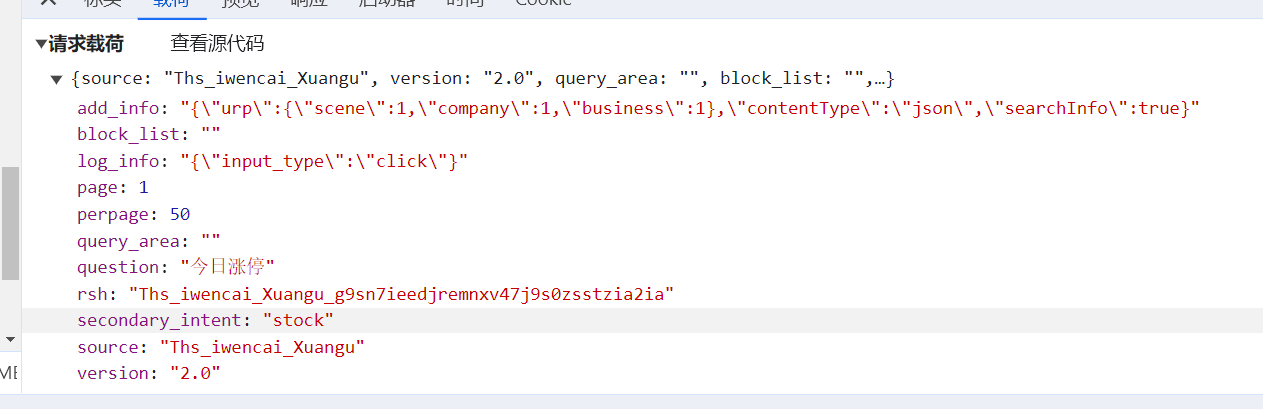 标头 载荷 预览 响应 启动器 时间 Cookie
▼请求载荷 查看源代码
▼ {source: "Ths_iwencai_Xuangu", version: "2.0", query_area: "", block_list: "",…}
add_info: "{\"urp\":{\"scene\":1,\"company\":1,\"business\":1},\"contentType\":\"json\",\"searchInfo\":true}"
block_list: ""
log_info: "{\"input_type\":\"click\"}"
page: 1
perpage: 50
query_area: ""
question: "今日涨停"
rsh: "Ths_iwencai_Xuangu_g9sn7ieedjremnxv47j9s0zsstzia2ia"
secondary_intent: "stock"
source: "Ths_iwencai_Xuangu"
version: "2.0"